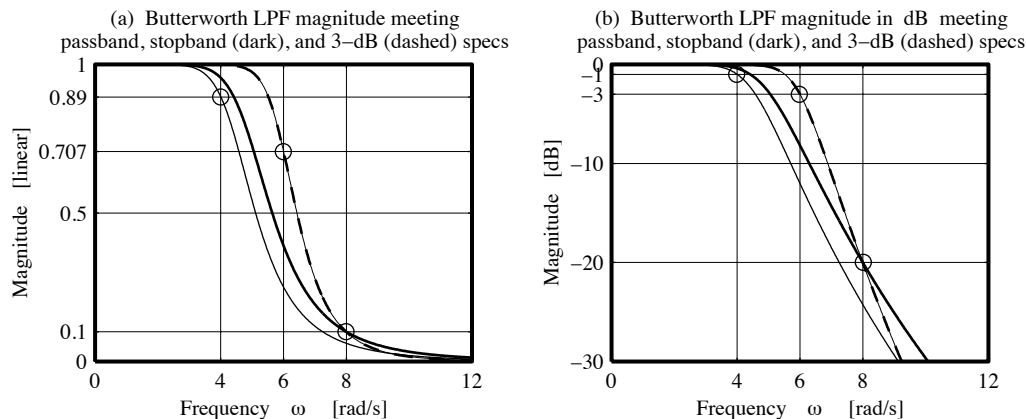 (a) Butterworth LPF magnitude meeting
passband, stopband (dark), and 3–dB (dashed) specs
1
0.89
0.707
0.5
0.1
0
Magnitude [linear]
0 4 6 8 12
Frequency ω [rad/s]
(b) Butterworth LPF magnitude in dB meeting
passband, stopband (dark), and 3–dB (dashed) specs
0
−1
−3
−10
−20
−30
Magnitude [dB]
0 4 6 8 12
Frequency ω [rad/s]